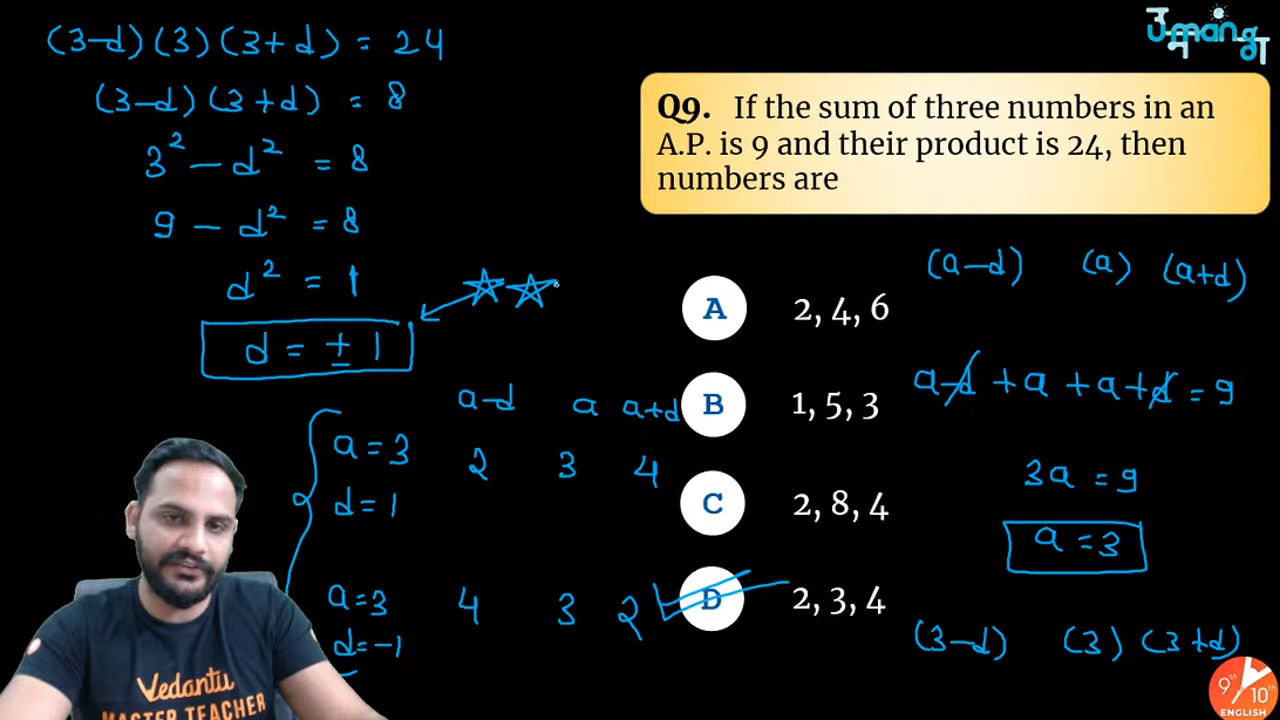 (3-d)(3)(3+d) = 24
(3-d)(3+d) = 8
3² - d² = 8
9 - d² = 8
d² = 1
d = ± 1
a-d a a+d
a=3 2 3 4
d=1
a=3 4 3 2
d=-1
उमंग
Umang
Q9. If the sum of three numbers in an
A.P. is 9 and their product is 24, then
numbers are
(a-d) (a) (a+d)
A 2, 4, 6
B 1, 5, 3
C 2, 8, 4
D 2, 3, 4
a-d + a + a+d = 9
3a = 9
a = 3
(3-d) (3) (3+d)
Vedantu
MASTER TEACHER
9th 10th
ENGLISH